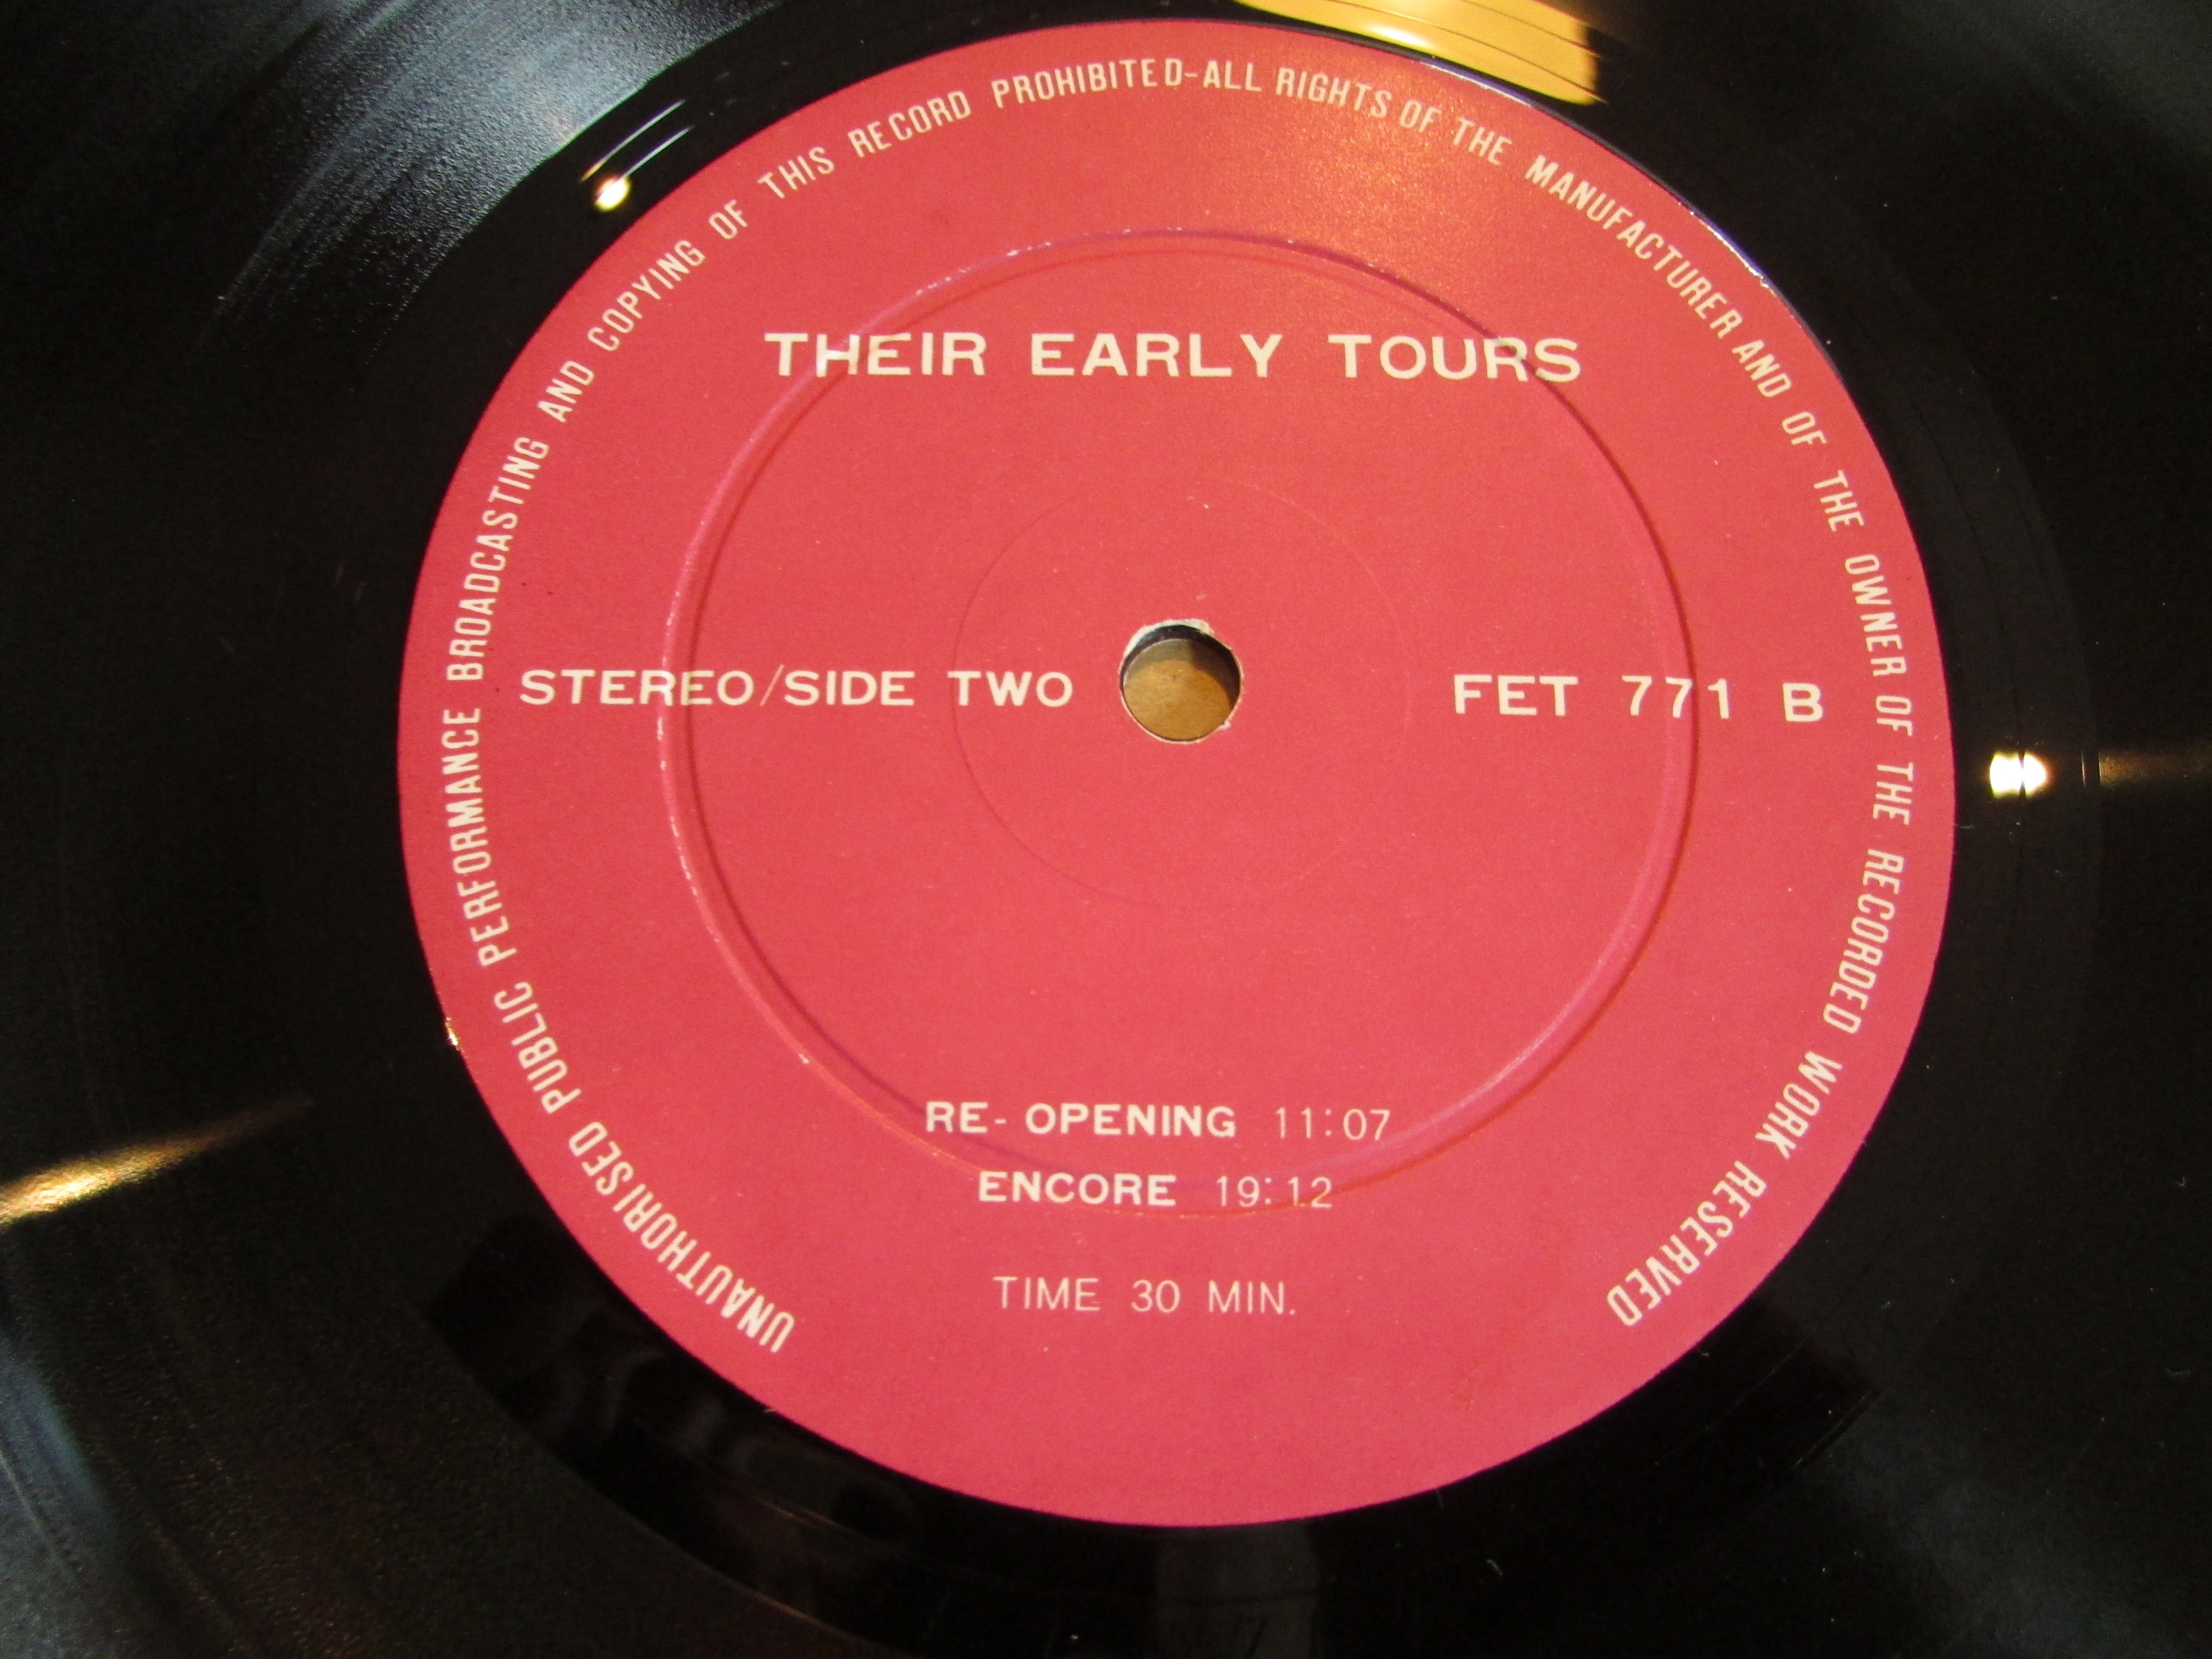 UNAUTHORISED PUBLIC PERFORMANCE BROADCASTING AND COPYING OF THIS RECORD PROHIBITED-ALL RIGHTS OF THE MANUFACTURER AND OF THE OWNER OF THE RECORDED WORK RESERVED
THEIR EARLY TOURS
STEREO/SIDE TWO FET 771 B
RE-OPENING 11:07
ENCORE 19:12
TIME 30 MIN.